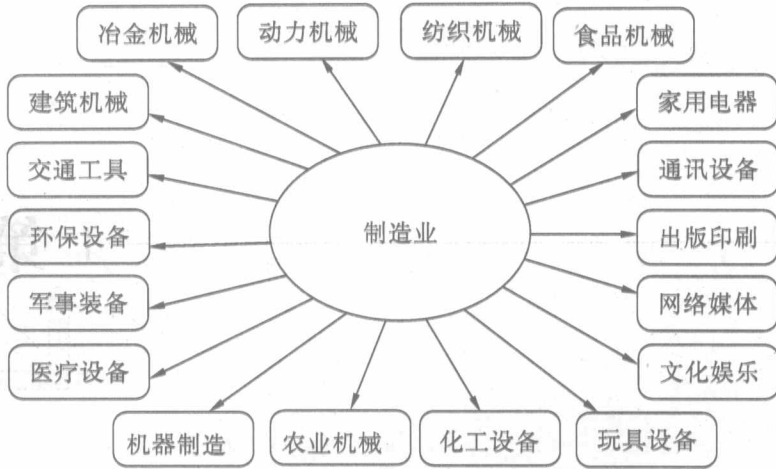 冶金机械
动力机械
纺织机械
食品机械
建筑机械
家用电器
交通工具
通讯设备
环保设备
制造业
出版印刷
军事装备
网络媒体
医疗设备
文化娱乐
机器制造
农业机械
化工设备
玩具设备